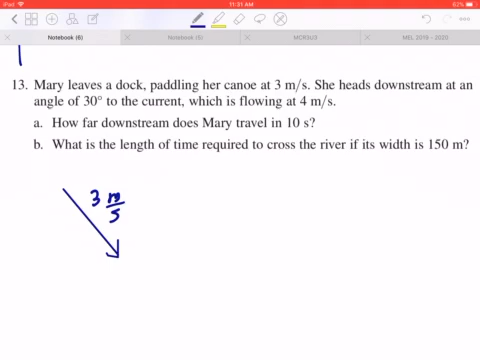 iPad
11:31 AM
83%
Notebook (6)
Notebook (5)
MCR3U3
MEL 2019 - 2020
13. Mary leaves a dock, paddling her canoe at 3 m/s. She heads downstream at an
angle of 30° to the current, which is flowing at 4 m/s.
a. How far downstream does Mary travel in 10 s?
b. What is the length of time required to cross the river if its width is 150 m?
3 m/s